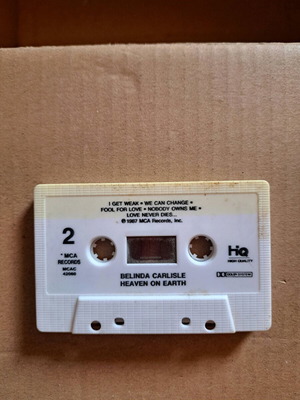 I GET WEAK • WE CAN CHANGE •
FOOL FOR LOVE • NOBODY OWNS ME •
LOVE NEVER DIES...
℗1987 MCA Records, Inc.
2
MCA
RECORDS
MCAC
42080
HiQ
HIGH QUALITY
BELINDA CARLISLE
HEAVEN ON EARTH
DOLBY SYSTEM